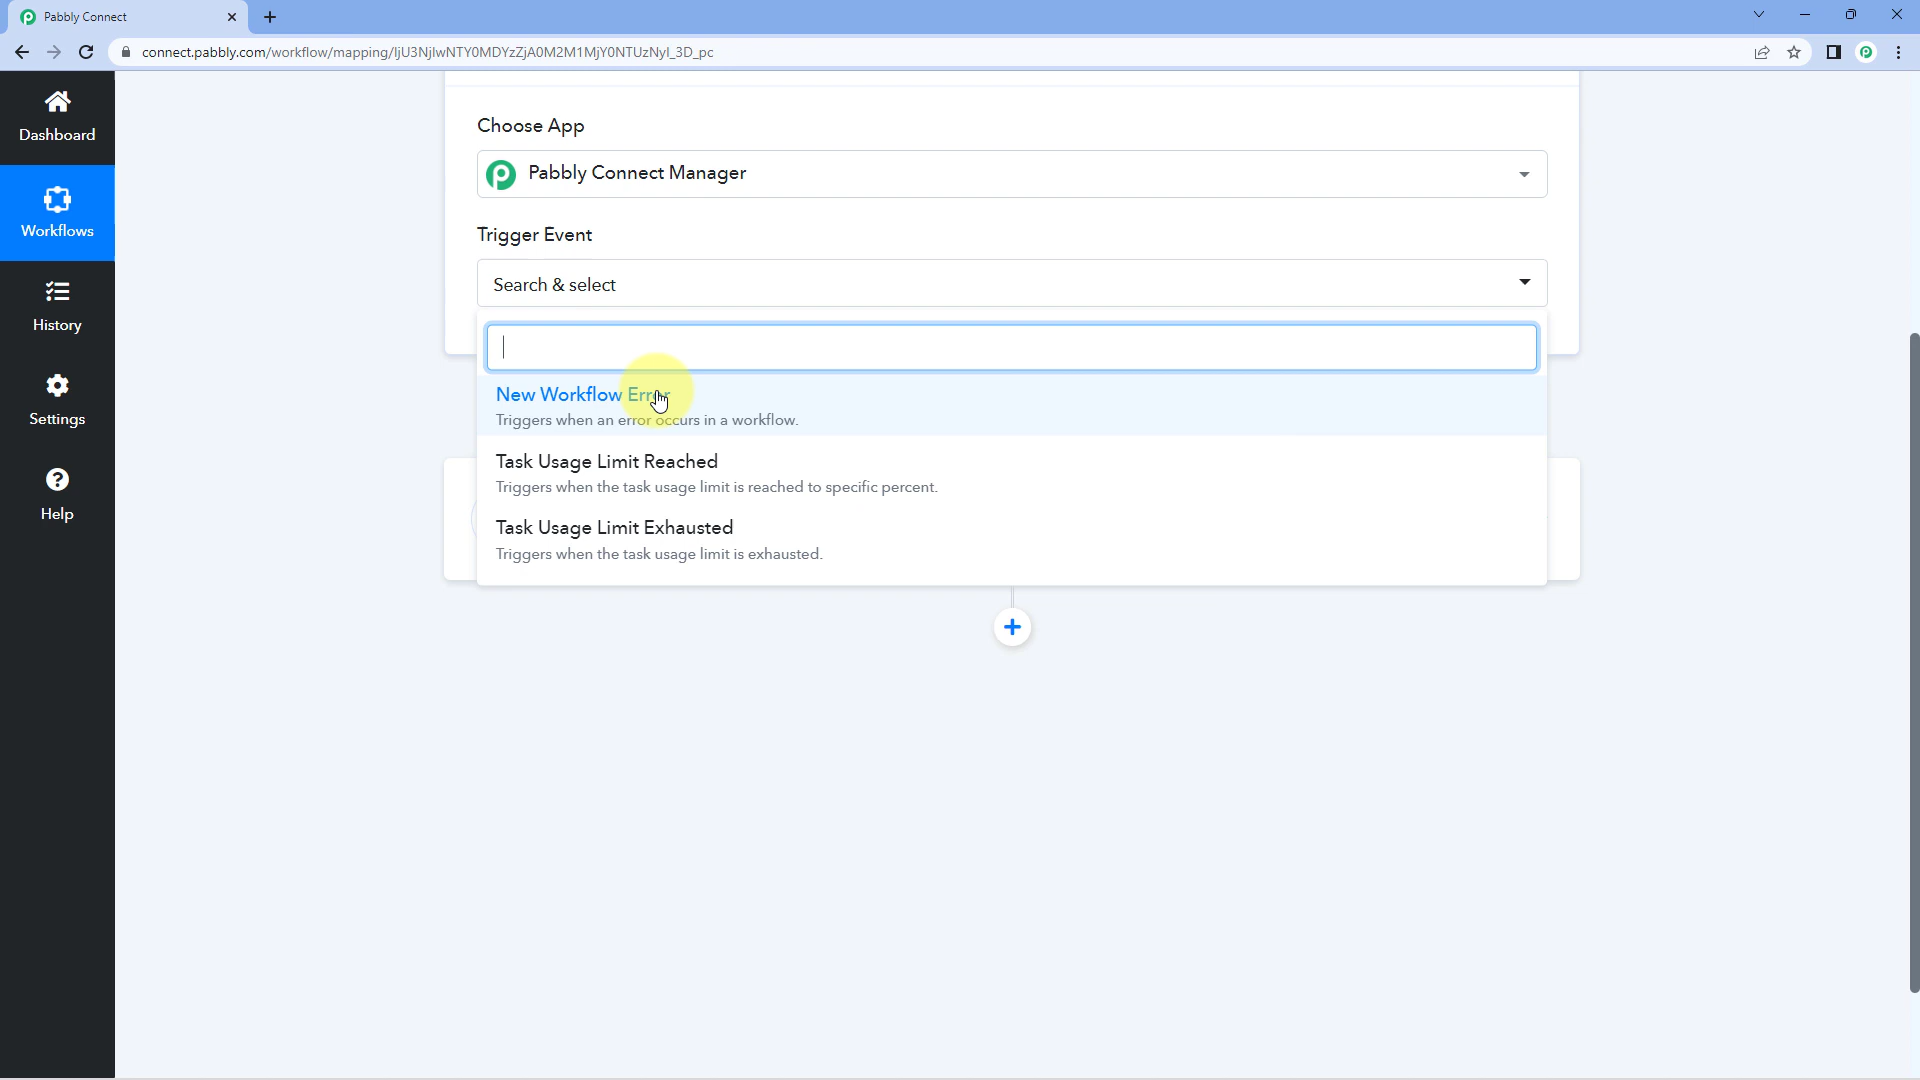 Pabbly Connect
connect.pabbly.com/workflow/mapping/IjU3NjIwNTY0MDYzZjA0M2M1MjY0NTUzNyI_3D_pc
Dashboard
Workflows
History
Settings
Help
Choose App
Pabbly Connect Manager
Trigger Event
Search & select
New Workflow Error
Triggers when an error occurs in a workflow.
Task Usage Limit Reached
Triggers when the task usage limit is reached to specific percent.
Task Usage Limit Exhausted
Triggers when the task usage limit is exhausted.